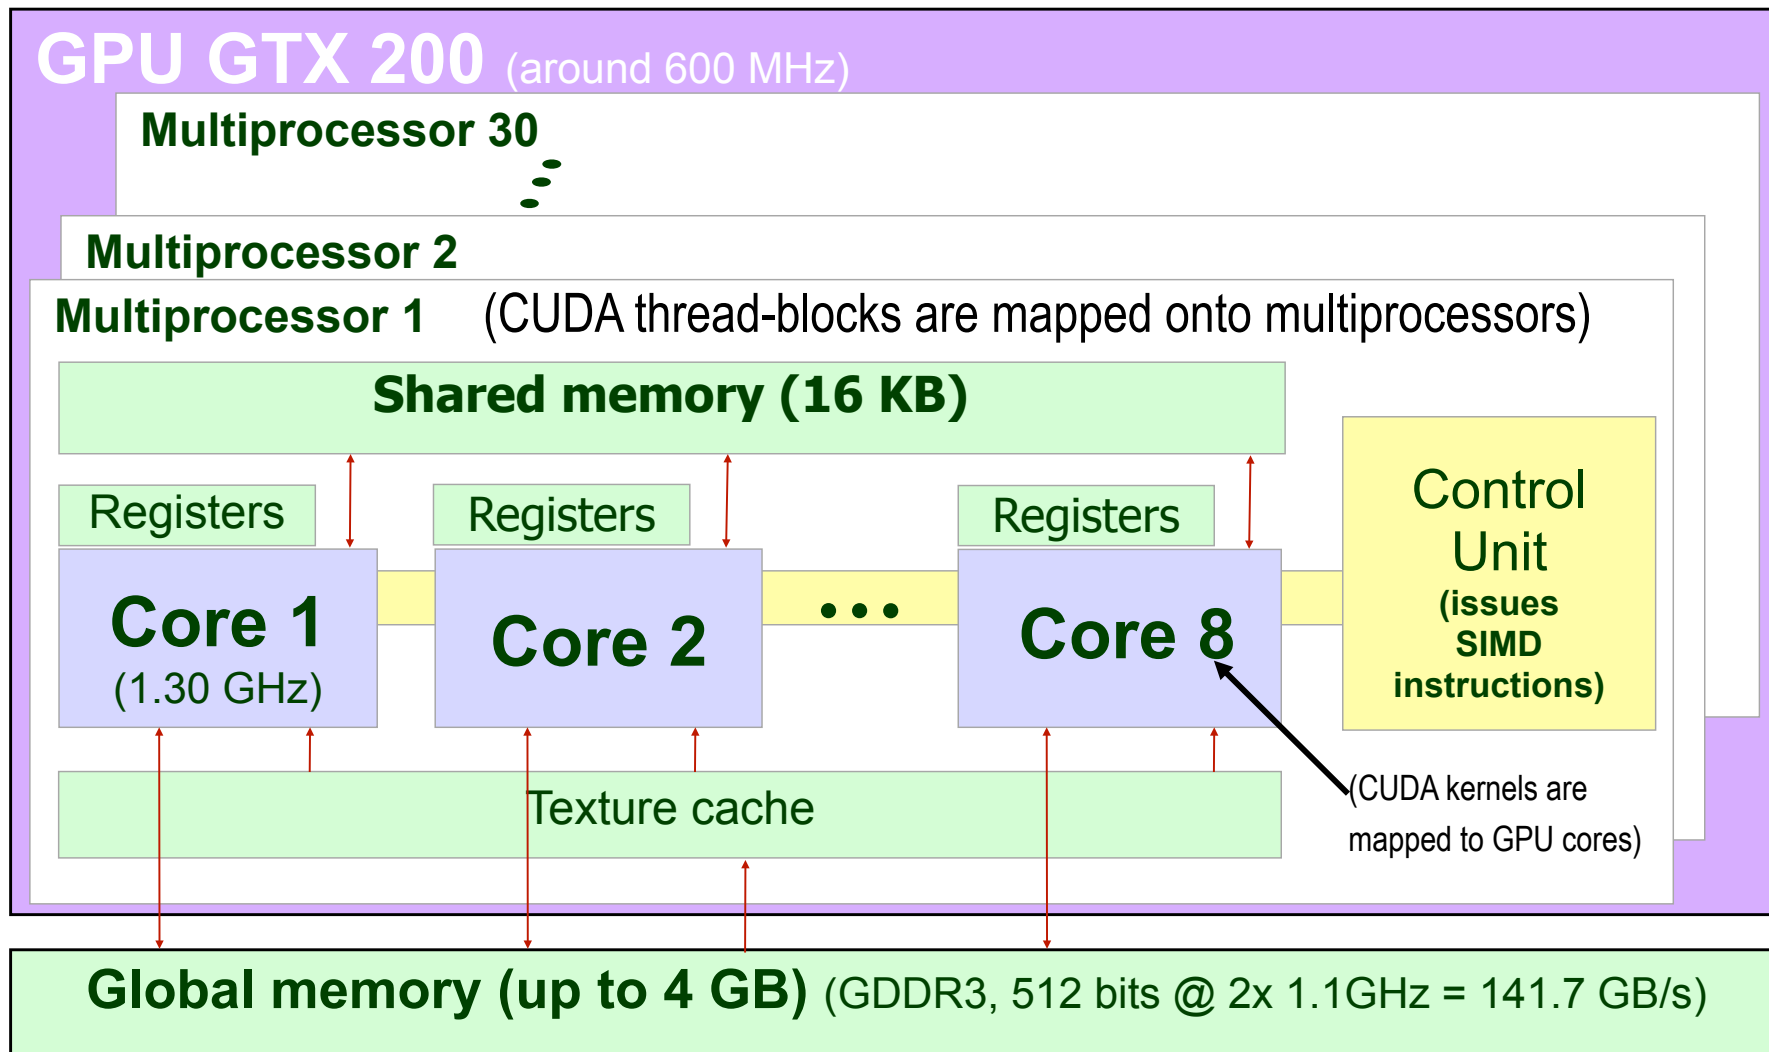 GPU GTX 200 (around 600 MHz)
Multiprocessor 30
Multiprocessor 2
Multiprocessor 1 (CUDA thread-blocks are mapped onto multiprocessors)
Shared memory (16 KB)
Registers
Registers
Registers
Core 1
(1.30 GHz)
Core 2
•••
Core 8
Control
Unit
(issues
SIMD
instructions)
Texture cache
(CUDA kernels are
mapped to GPU cores)
Global memory (up to 4 GB) (GDDR3, 512 bits @ 2x 1.1GHz = 141.7 GB/s)